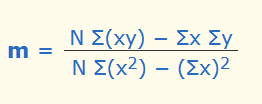 m = N Σ(xy) − Σx Σy / N Σ(x²) − (Σx)²